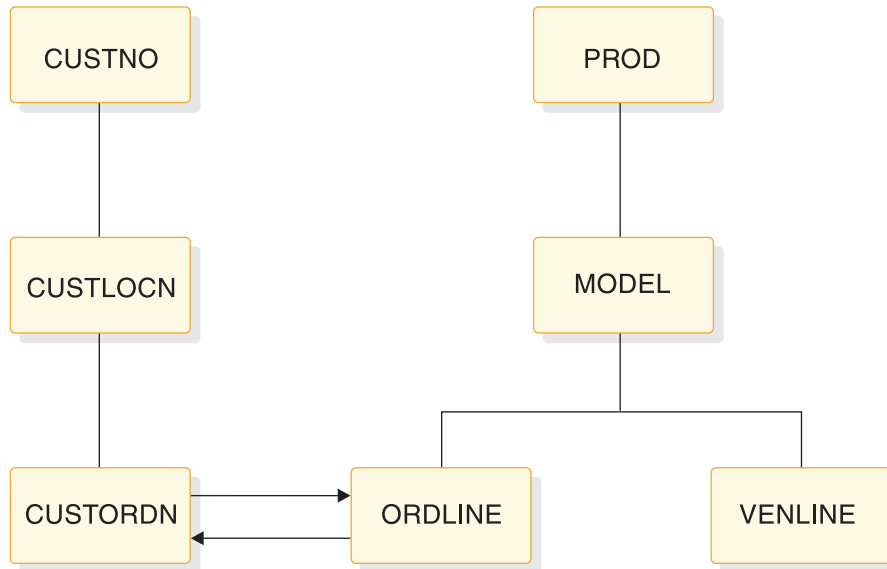 CUSTNO
PROD
CUSTLOCN
MODEL
CUSTORDN
ORDLINE
VENLINE